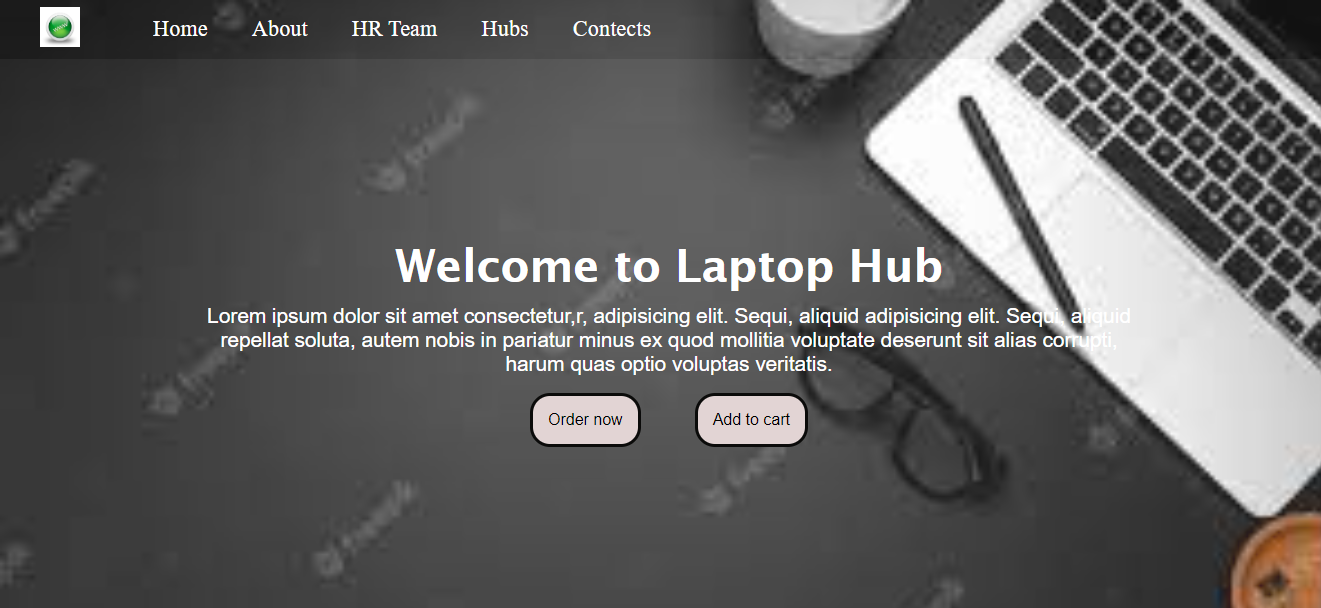 Home About HR Team Hubs Contects
Welcome to Laptop Hub
Lorem ipsum dolor sit amet consectetur,r, adipisicing elit. Sequi, aliquid adipisicing elit. Sequi, aliquid
repellat soluta, autem nobis in pariatur minus ex quod mollitia voluptate deserunt sit alias corrupti,
harum quas optio voluptas veritatis.
Order now Add to cart